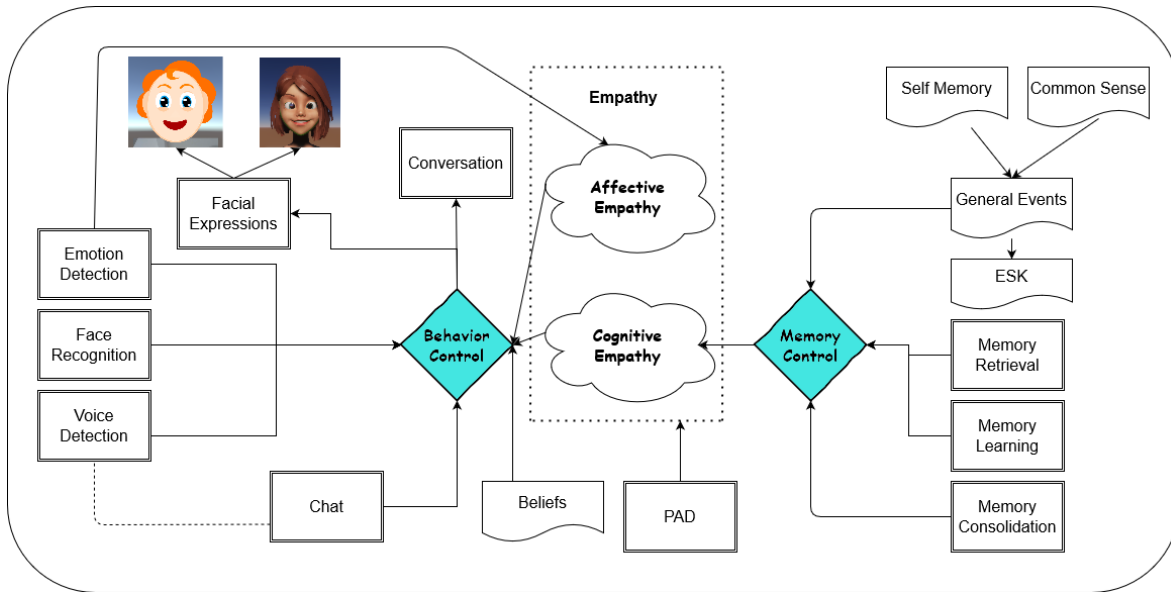 Empathy
Self Memory
Common Sense
Conversation
Affective
Empathy
Facial
Expressions
General Events
Emotion
Detection
ESK
Face
Recognition
Behavior
Control
Cognitive
Empathy
Memory
Control
Memory
Retrieval
Voice
Detection
Memory
Learning
Chat
Beliefs
PAD
Memory
Consolidation